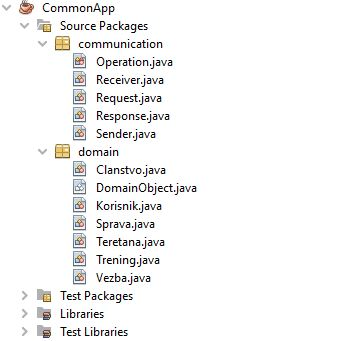 CommonApp
Source Packages
communication
Operation.java
Receiver.java
Request.java
Response.java
Sender.java
domain
Clanstvo.java
DomainObject.java
Korisnik.java
Sprava.java
Teretana.java
Trening.java
Vezba.java
Test Packages
Libraries
Test Libraries